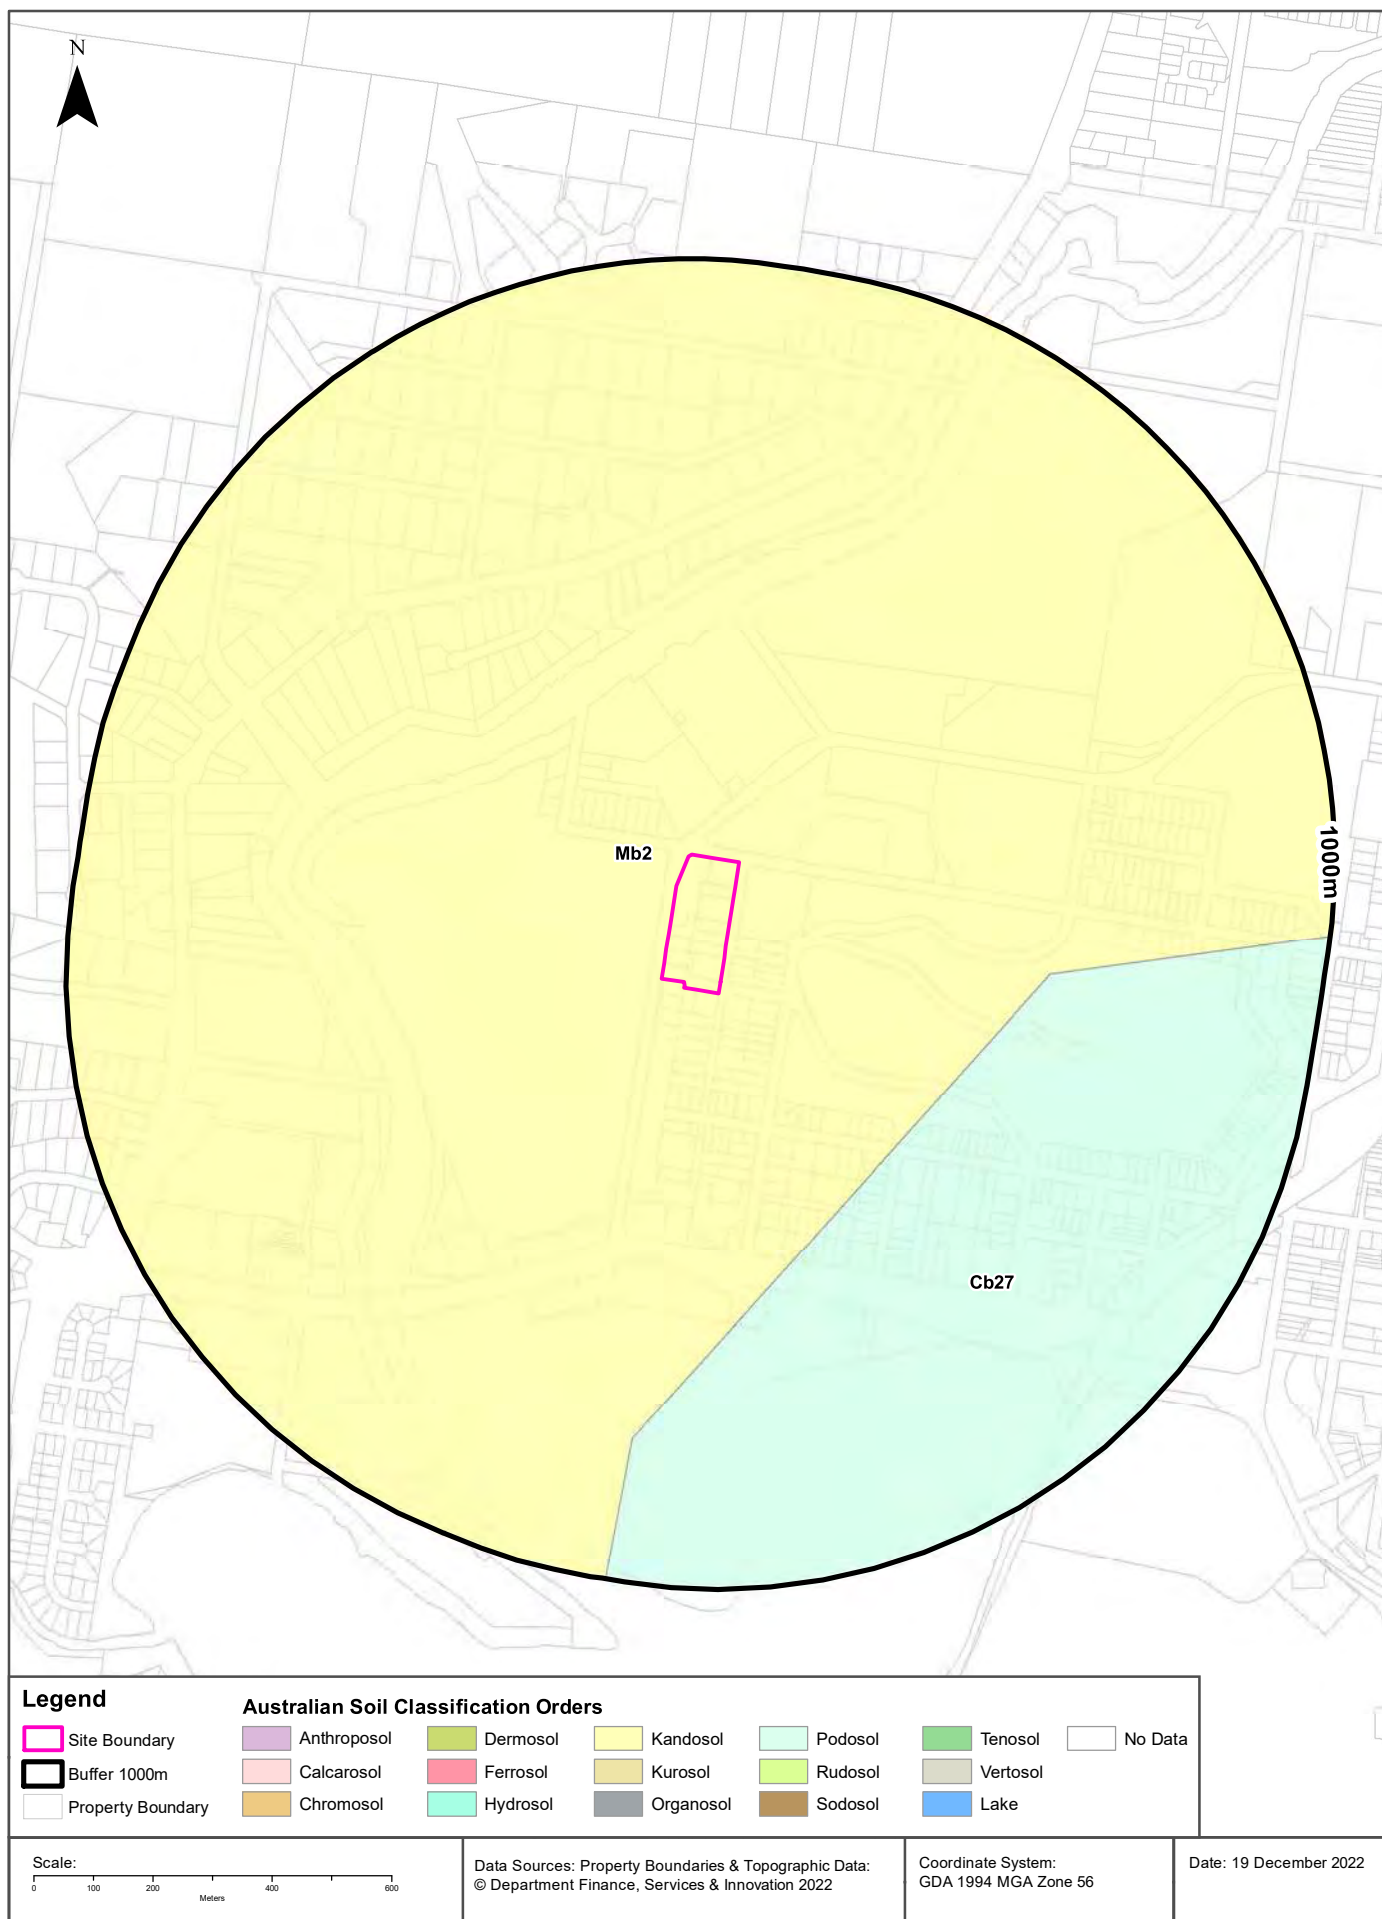 N
Mb2
1000m
Cb27
Legend
Site Boundary
Buffer 1000m
Property Boundary
Australian Soil Classification Orders
Anthroposol
Calcarosol
Chromosol
Dermosol
Ferrosol
Hydrosol
Kandosol
Kurosol
Organosol
Podosol
Rudosol
Sodosol
Tenosol
Vertosol
Lake
No Data
Scale:
0 100 200 400 600
Meters
Data Sources: Property Boundaries & Topographic Data:
© Department Finance, Services & Innovation 2022
Coordinate System:
GDA 1994 MGA Zone 56
Date: 19 December 2022